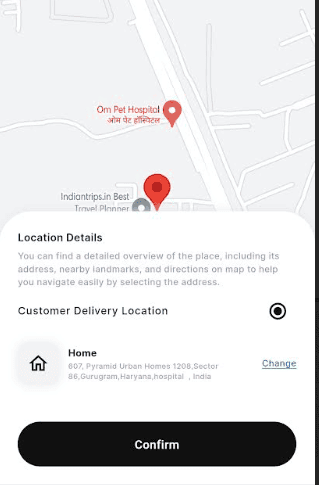 Om Pet Hospital
ओम पेट हॉस्पिटल
Indiantrips.in Best
Travel Planner
Location Details
You can find a detailed overview of the place, including its
address, nearby landmarks, and directions on map to help
you navigate easily by selecting the address.
Customer Delivery Location
Home
607, Pyramid Urban Homes 1208,Sector
86,Gurugram,Haryana,hospital , India
Change
Confirm